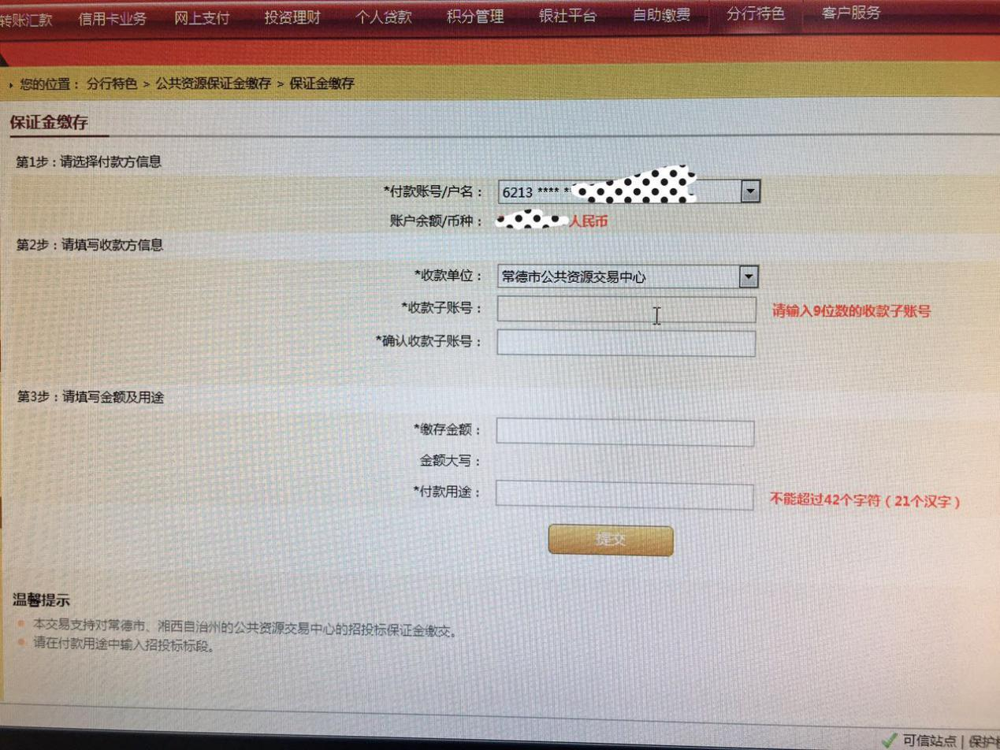 转账汇款 信用卡业务 网上支付 投资理财 个人贷款 积分管理 银社平台 自助缴费 分行特色 客户服务
您的位置： 分行特色 > 公共资源保证金缴存 > 保证金缴存
保证金缴存
第1步：请选择付款方信息
*付款账号/户名： 6213 **** *
账户余额/币种： 人民币
第2步：请填写收款方信息
*收款单位： 常德市公共资源交易中心
*收款子账号： 请输入9位数的收款子账号
*确认收款子账号：
第3步：请填写金额及用途
*缴存金额：
金额大写：
*付款用途： 不能超过42个字符（21个汉字）
提交
温馨提示
本交易支持对常德市、湘西自治州的公共资源交易中心的招投标保证金缴交。
请在付款用途中输入招投标标段。
可信站点 | 保护